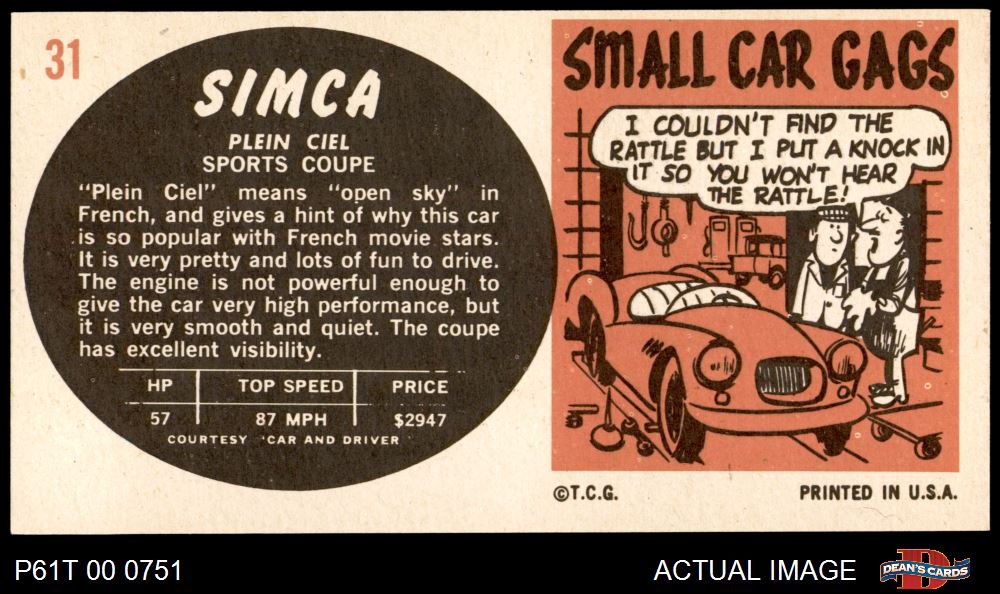 31
SIMCA
PLEIN CIEL
SPORTS COUPE
"Plein Ciel" means "open sky" in
French, and gives a hint of why this car
is so popular with French movie stars.
It is very pretty and lots of fun to drive.
The engine is not powerful enough to
give the car very high performance, but
it is very smooth and quiet. The coupe
has excellent visibility.
HP TOP SPEED PRICE
57 87 MPH $2947
COURTESY 'CAR AND DRIVER'
SMALL CAR GAGS
I COULDN'T FIND THE
RATTLE BUT I PUT A KNOCK IN
IT SO YOU WON'T HEAR
THE RATTLE!
©T.C.G.
PRINTED IN U.S.A.
P61T 00 0751
ACTUAL IMAGE
D
DEAN'S CARDS